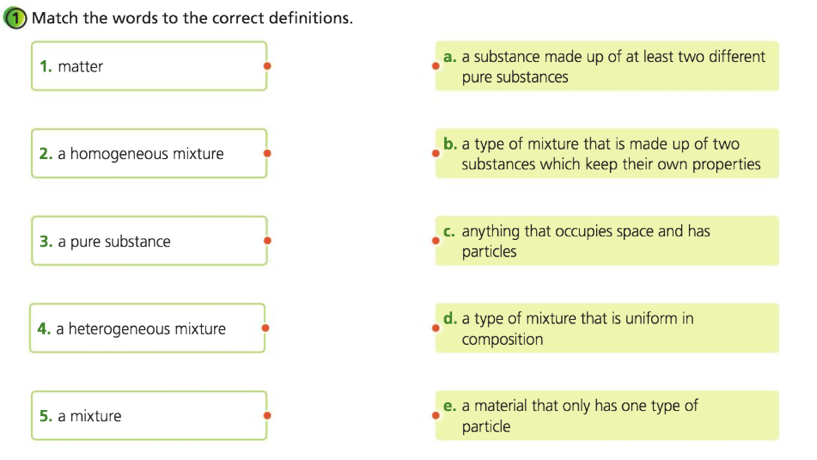 1 Match the words to the correct definitions.
1. matter
a. a substance made up of at least two different
pure substances
2. a homogeneous mixture
b. a type of mixture that is made up of two
substances which keep their own properties
3. a pure substance
c. anything that occupies space and has
particles
4. a heterogeneous mixture
d. a type of mixture that is uniform in
composition
5. a mixture
e. a material that only has one type of
particle